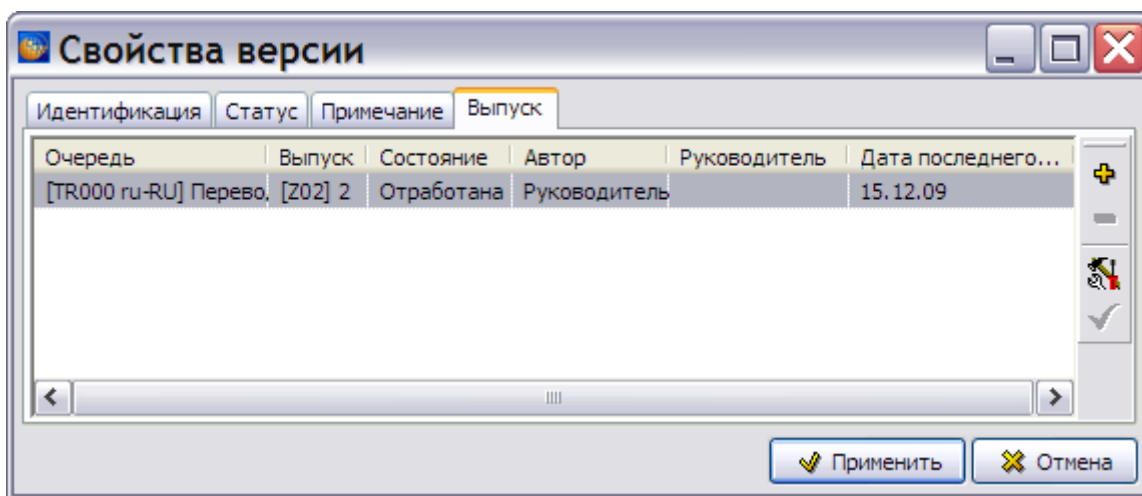 Свойства версии
Идентификация Статус Примечание Выпуск
Очередь Выпуск Состояние Автор Руководитель Дата последнего...
[TR000 ru-RU] Перево, [Z02] 2 Отработана Руководитель 15.12.09
Применить Отмена